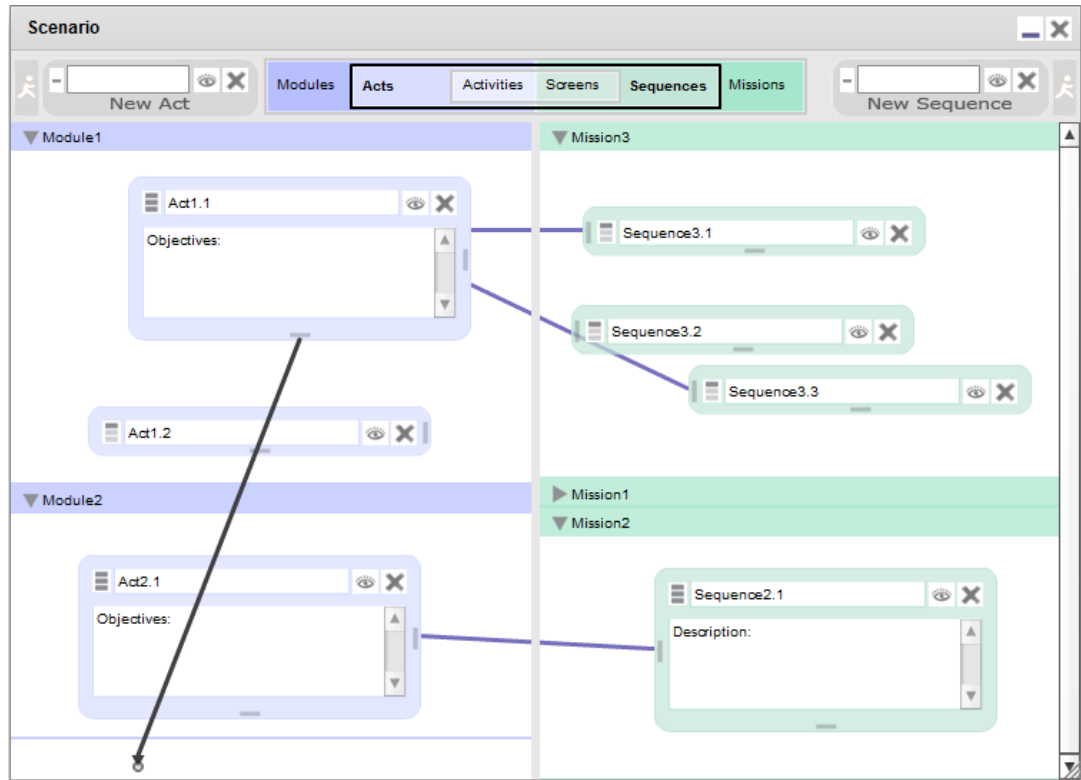 Scenario
New Act
Modules Acts Activities Screens Sequences Missions
New Sequence
Module1
Act1.1
Objectives:
Act1.2
Module2
Act2.1
Objectives:
Mission3
Sequence3.1
Sequence3.2
Sequence3.3
Mission1
Mission2
Sequence2.1
Description: